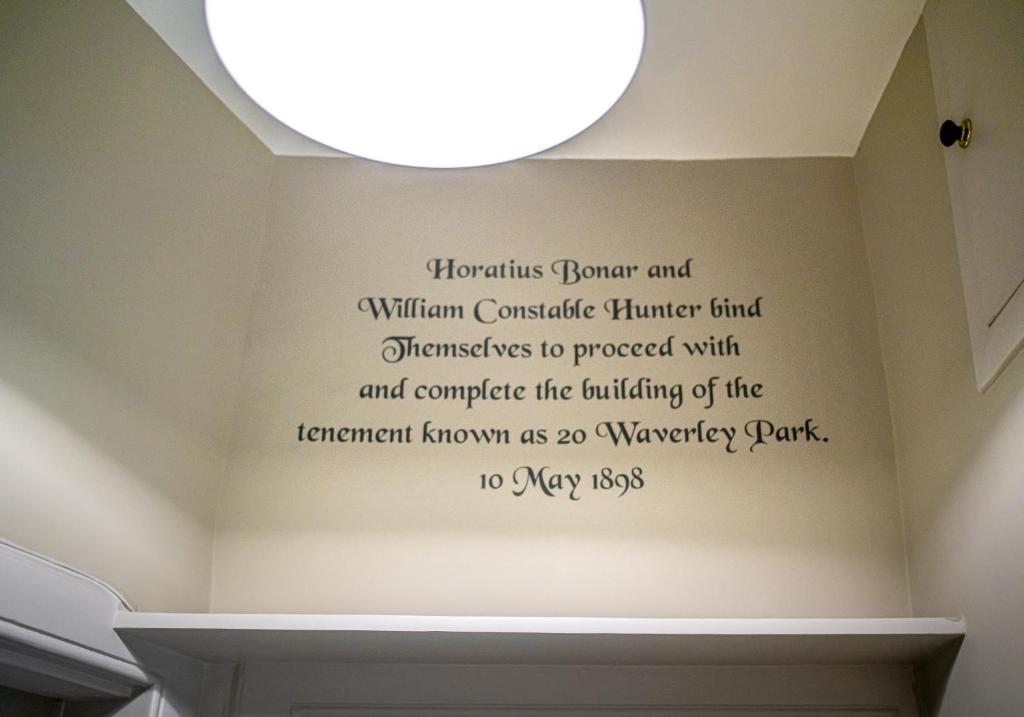 Horatius Bonar and
William Constable Hunter bind
Themselves to proceed with
and complete the building of the
tenement known as 20 Waverley Park.
10 May 1898